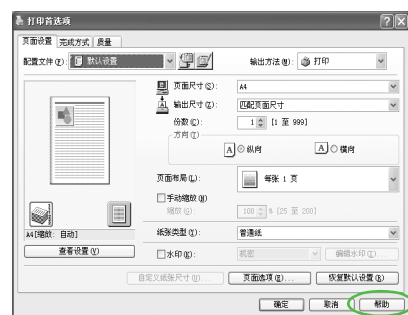 打印首选项
页面设置 完成方式 质量
配置文件(F): 默认设置 输出方法(M): 打印
页面尺寸(S): A4
输出尺寸(Z): 匹配页面尺寸
份数(C): 1 [1 至 999]
方向(T)
A 纵向 A 横向
页面布局(L): 每张 1 页
手动缩放(N)
缩放(G): 100 % [25 至 200]
A4[缩放: 自动]
纸张类型(I): 普通纸
查看设置(V) 水印(W): 机密 编辑水印(I)...
自定义纸张尺寸(U)... 页面选项(E)... 恢复默认设置(R)
确定 取消 帮助